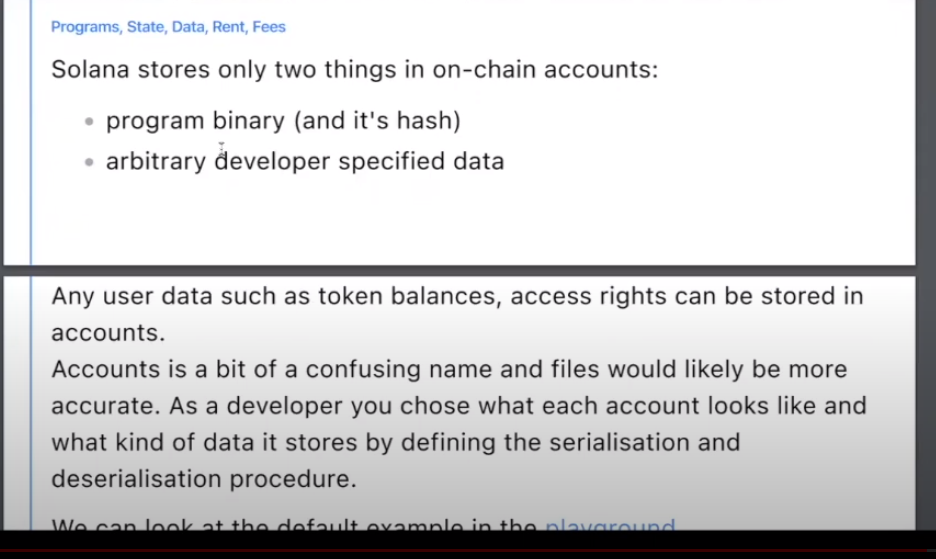 Programs, State, Data, Rent, Fees
Solana stores only two things in on-chain accounts:
• program binary (and it's hash)
• arbitrary developer specified data
Any user data such as token balances, access rights can be stored in
accounts.
Accounts is a bit of a confusing name and files would likely be more
accurate. As a developer you chose what each account looks like and
what kind of data it stores by defining the serialisation and
deserialisation procedure.
We can look at the default example in the playground